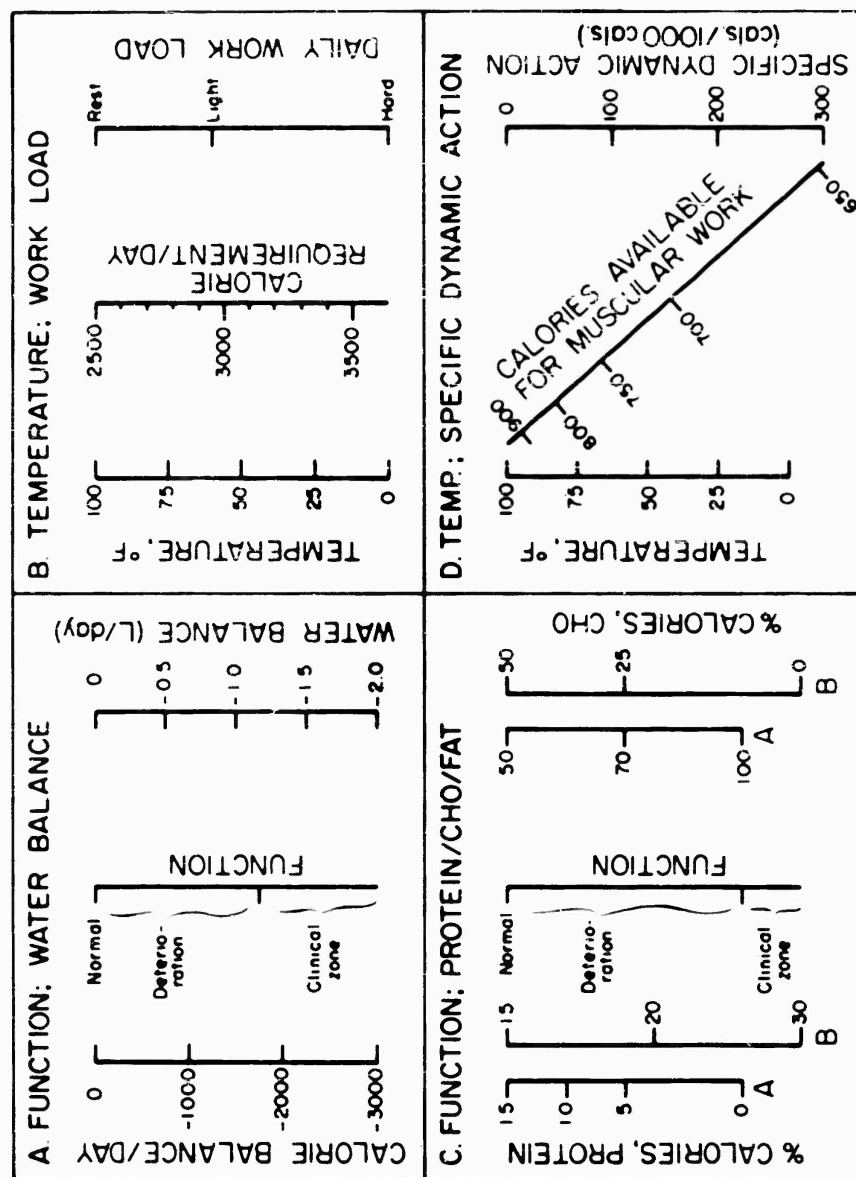 A. FUNCTION; WATER BALANCE
CALORIE BALANCE/DAY
0
-1000
-2000
-3000
Normal
Deterio-
ration
Clinical
zone
FUNCTION
0
-0.5
-1.0
-1.5
-2.0
WATER BALANCE (L/day)
B. TEMPERATURE; WORK LOAD
TEMPERATURE, °F
100
75
50
25
0
2500
3000
3500
CALORIE
REQUIREMENT/DAY
Rest
Light
Hard
DAILY WORK LOAD
C. FUNCTION; PROTEIN/CHO/FAT
% CALORIES, PROTEIN
15
10
5
0
A
15
20
30
B
Normal
Deterio-
ration
Clinical
zone
FUNCTION
50
70
100
A
50
25
0
B
% CALORIES, CHO
D. TEMP.; SPECIFIC DYNAMIC ACTION
TEMPERATURE, °F
100
75
50
25
0
CALORIES AVAILABLE
FOR MUSCULAR WORK
900
800
750
700
650
0
100
200
300
SPECIFIC DYNAMIC ACTION
(cals./1000 cals.)